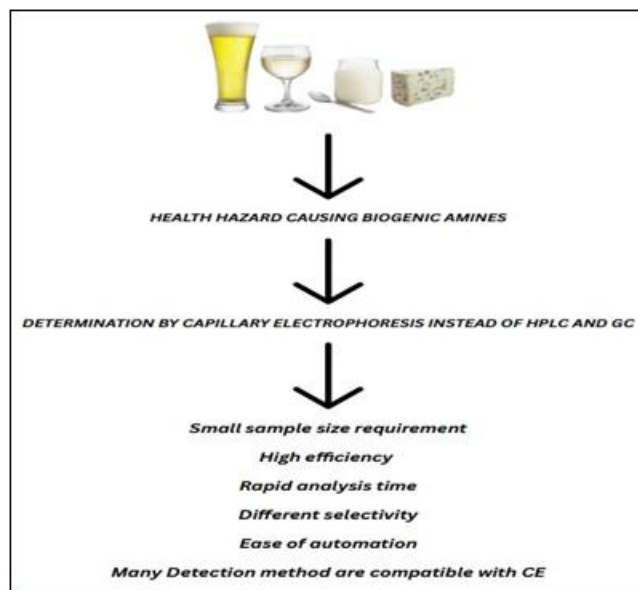 HEALTH HAZARD CAUSING BIOGENIC AMINES
DETERMINATION BY CAPILLARY ELECTROPHORESIS INSTEAD OF HPLC AND GC
Small sample size requirement
High efficiency
Rapid analysis time
Different selectivity
Ease of automation
Many Detection method are compatible with CE